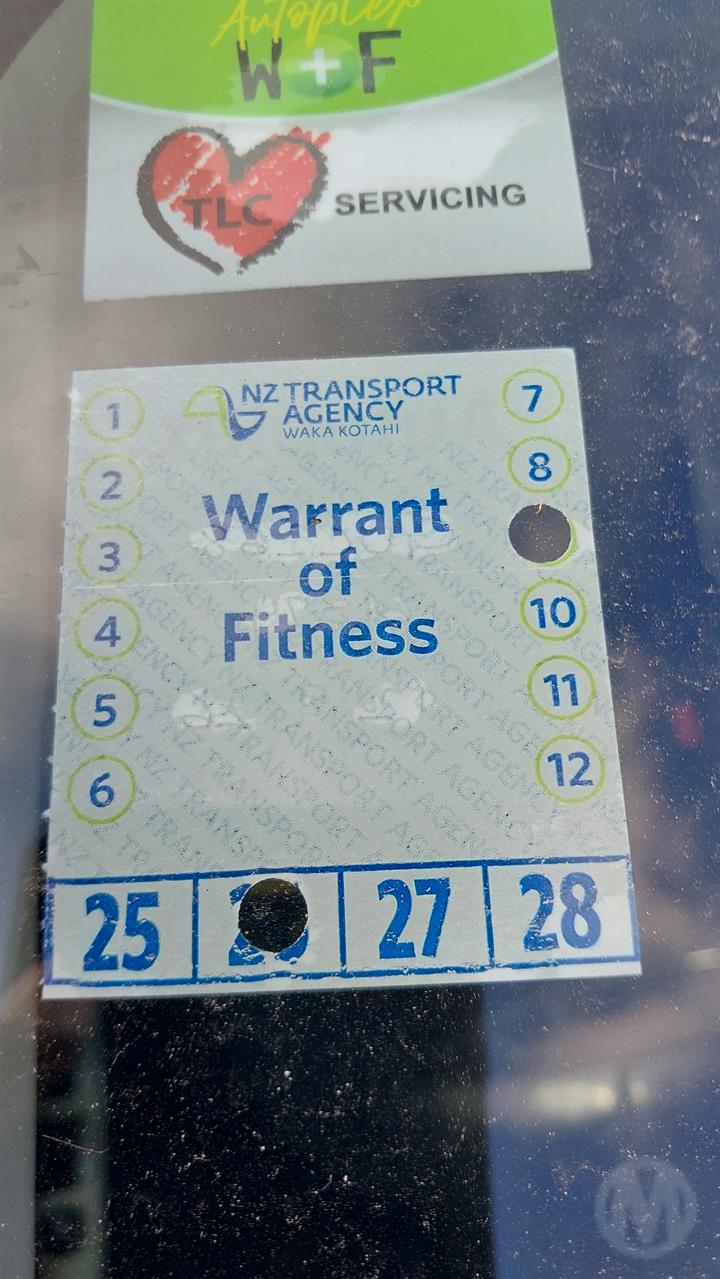 Autoplex
W+F
TLC SERVICING
NZ TRANSPORT
AGENCY
WAKA KOTAHI
1
7
2
8
Warrant
3
of
4
10
Fitness
5
11
6
12
25
27
28
M